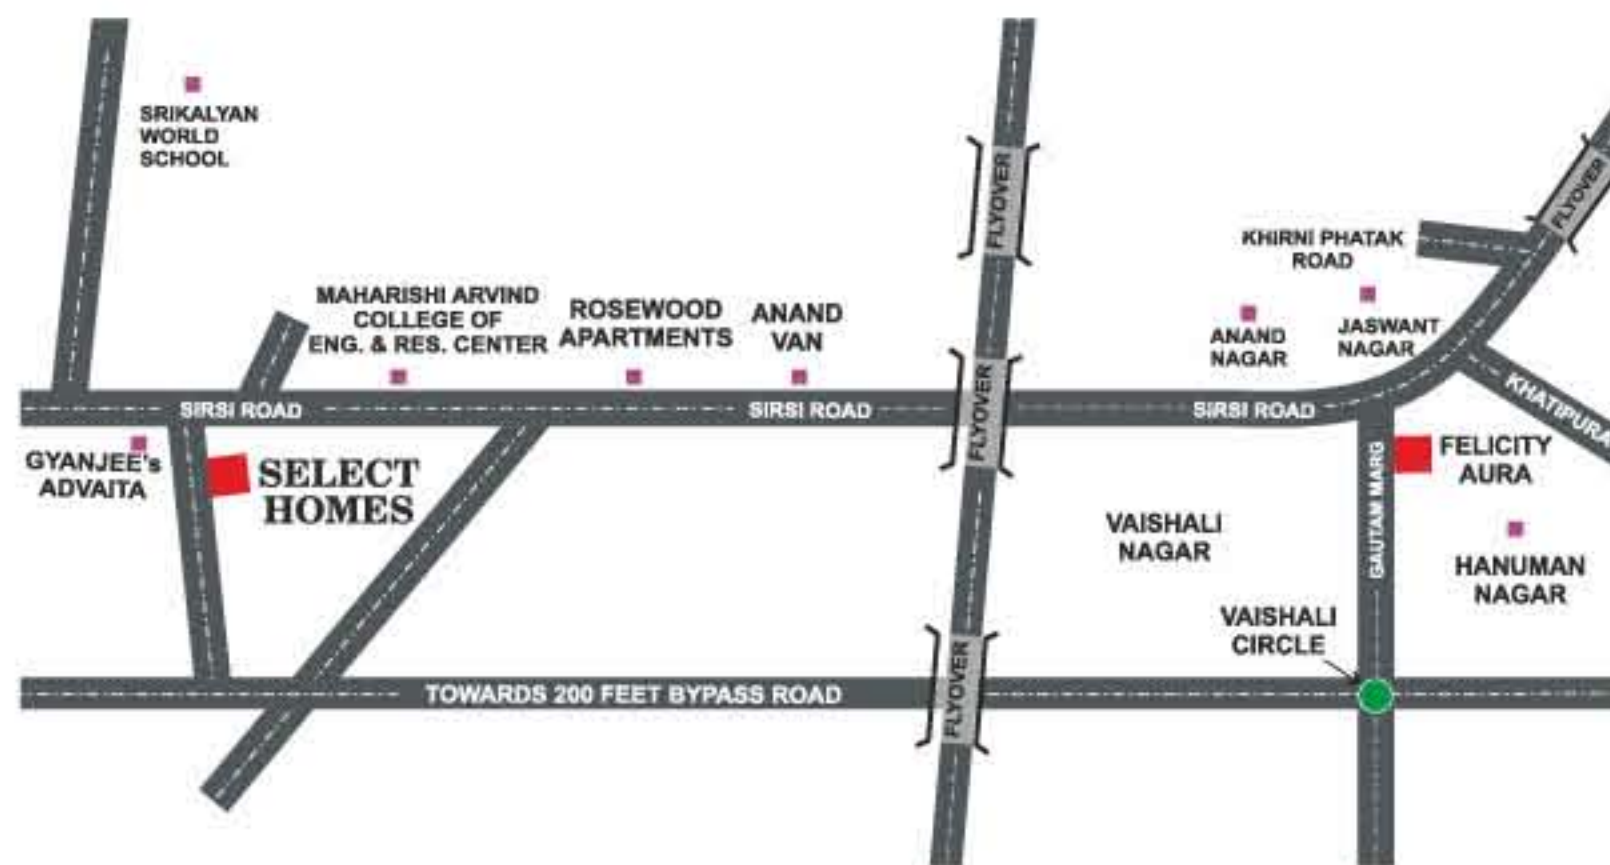 SRIKALYAN
WORLD
SCHOOL
FLYOVER
FLYOVER
KHIRNI PHATAK
ROAD
MAHARISHI ARVIND
COLLEGE OF
ENG. & RES. CENTER
ROSEWOOD
APARTMENTS
ANAND
VAN
ANAND
NAGAR
JASWANT
NAGAR
SIRSI ROAD
SIRSI ROAD
FLYOVER
SIRSI ROAD
KHATIPURA
GYANJEE's
ADVAITA
SELECT
HOMES
GAUTAM MARG
FELICITY
AURA
VAISHALI
NAGAR
HANUMAN
NAGAR
VAISHALI
CIRCLE
TOWARDS 200 FEET BYPASS ROAD
FLYOVER